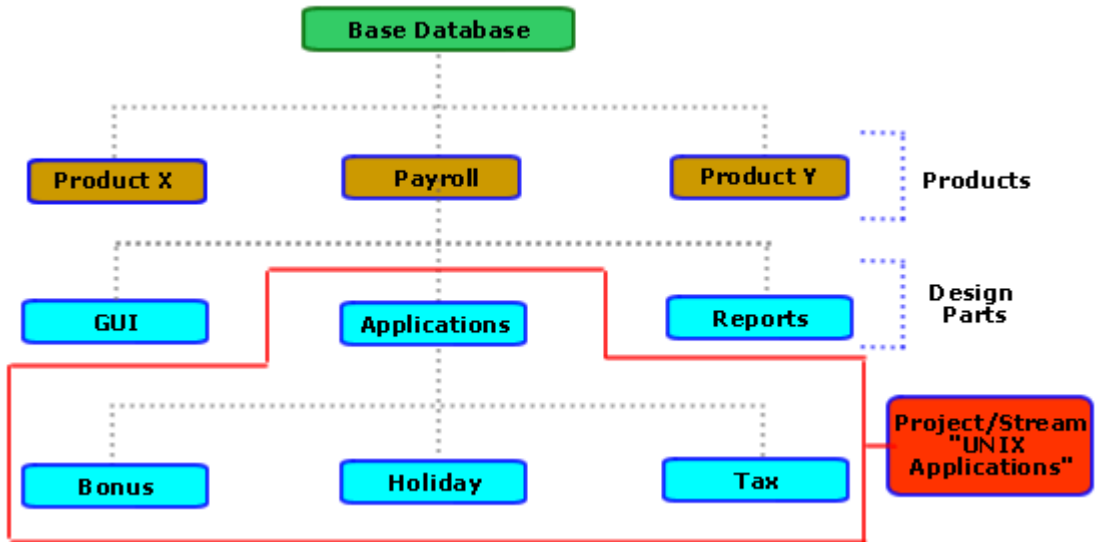 Base Database
Product X
Payroll
Product Y
Products
GUI
Applications
Reports
Design
Parts
Bonus
Holiday
Tax
Project/Stream
"UNIX
Applications"